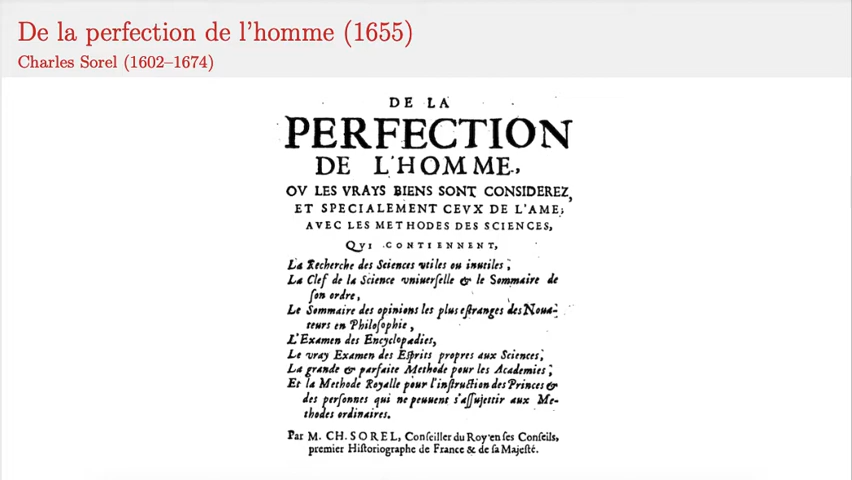 De la perfection de l'homme (1655)
Charles Sorel (1602–1674)
DE LA
PERFECTION
DE L'HOMME,
OV LES VRAYS BIENS SONT CONSIDEREZ,
ET SPECIALEMENT CEVX DE L'AME;
AVEC LES METHODES DES SCIENCES,
QVI CONTIENNENT,
La Recherche des Sciences vtiles ou inutiles;
La Clef de la Science vniuerſelle & le Sommaire de
ſon ordre,
Le Sommaire des opinions les plus eſtranges des Noua-
teurs en Philoſophie,
L'Examen des Encyclopadies,
Le vray Examen des Eſprits propres aux Sciences;
La grande & parfaite Methode pour les Academies;
Et la Methode Royalle pour l'inſtruction des Princes &
des perſonnes qui ne peuuent s'aſſujettir aux Me-
thodes ordinaires.
Par M. CH. SOREL, Conſeiller du Roy en ſes Conſeils,
premier Hiſtoriographe de France & de ſa Majeſté.